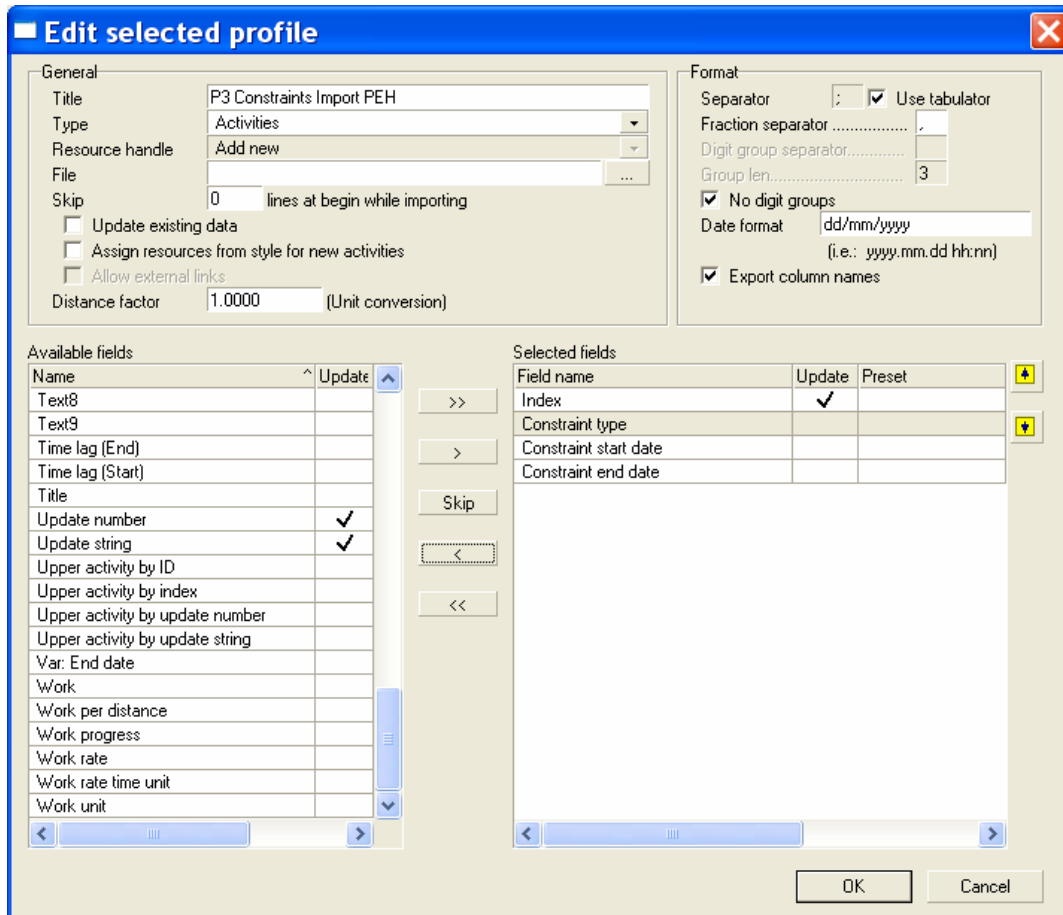 Edit selected profile
General
Title P3 Constraints Import PEH
Type Activities
Resource handle Add new
File ...
Skip 0 lines at begin while importing
Update existing data
Assign resources from style for new activities
Allow external links
Distance factor 1.0000 (Unit conversion)
Format
Separator ; Use tabulator
Fraction separator ................. ,
Digit group separator.............
Group len.............................. 3
No digit groups
Date format dd/mm/yyyy
(i.e.: yyyy.mm.dd hh:nn)
Export column names
Available fields
Name ^ Update
Text8
Text9
Time lag (End)
Time lag (Start)
Title
Update number
Update string
Upper activity by ID
Upper activity by index
Upper activity by update number
Upper activity by update string
Var: End date
Work
Work per distance
Work progress
Work rate
Work rate time unit
Work unit
>>
>
Skip
<
<<
Selected fields
Field name Update Preset
Index
Constraint type
Constraint start date
Constraint end date
OK Cancel